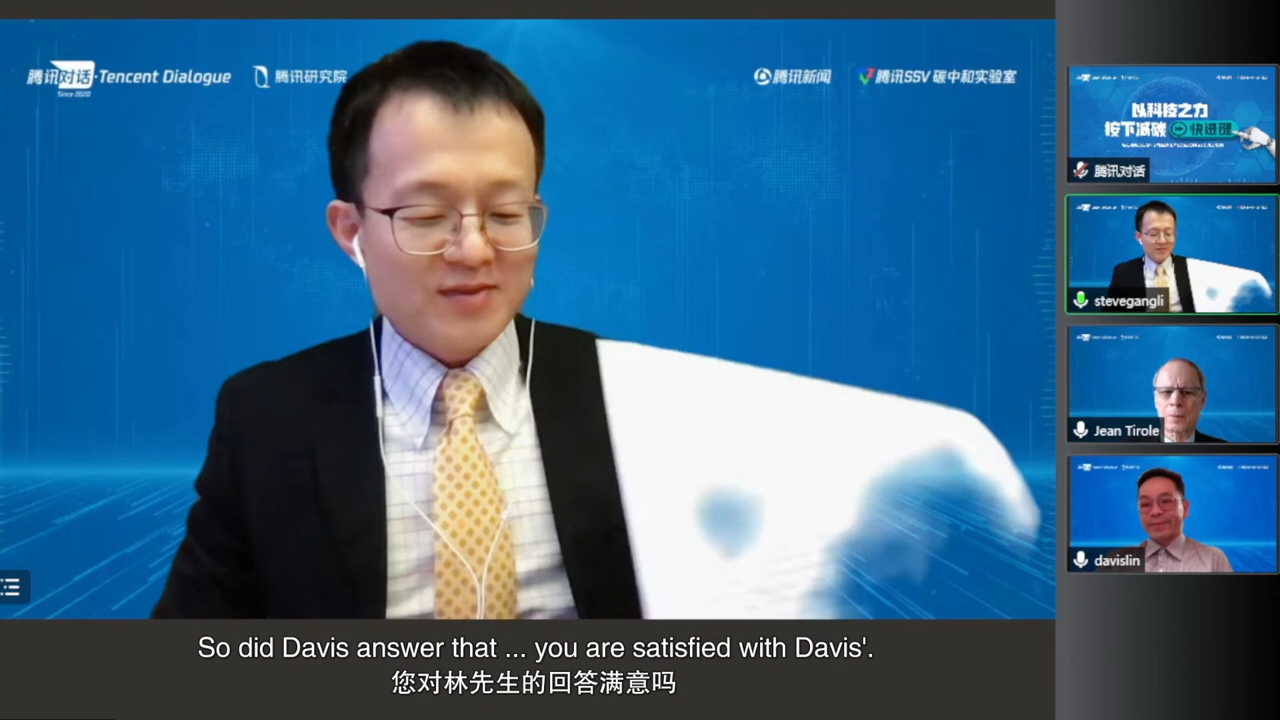 腾讯对话·Tencent Dialogue
Since 2020
腾讯研究院
腾讯新闻
腾讯SSV 碳中和实验室
以科技之力
按下减碳 快进键
腾讯对话
stevegangli
Jean Tirole
davislin
So did Davis answer that ... you are satisfied with Davis'.
您对林先生的回答满意吗